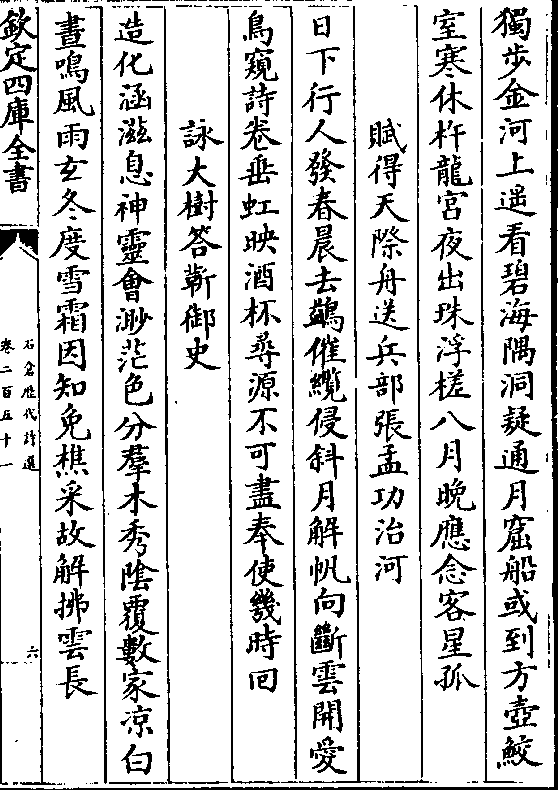 獨步金河上遥看碧海隅洞疑通月窟船或到方壺鮫
室寒休杼龍宮夜出珠浮槎八月晚應念客星孤
賦得天際舟送兵部張孟功治河
日下行人發春晨去鷁催纜侵斜月解帆向斷雲開愛
鳥窺詩卷垂虹映酒杯尋源不可盡奉使幾時回
詠大樹答靳御史
造化涵滋息神靈會渺茫色分羣木秀陰覆數家凉白
晝鳴風雨玄冬度雪霜因知免樵采故解拂雲長
欽定四庫全書
石倉歷代詩選
卷二百五十一
六